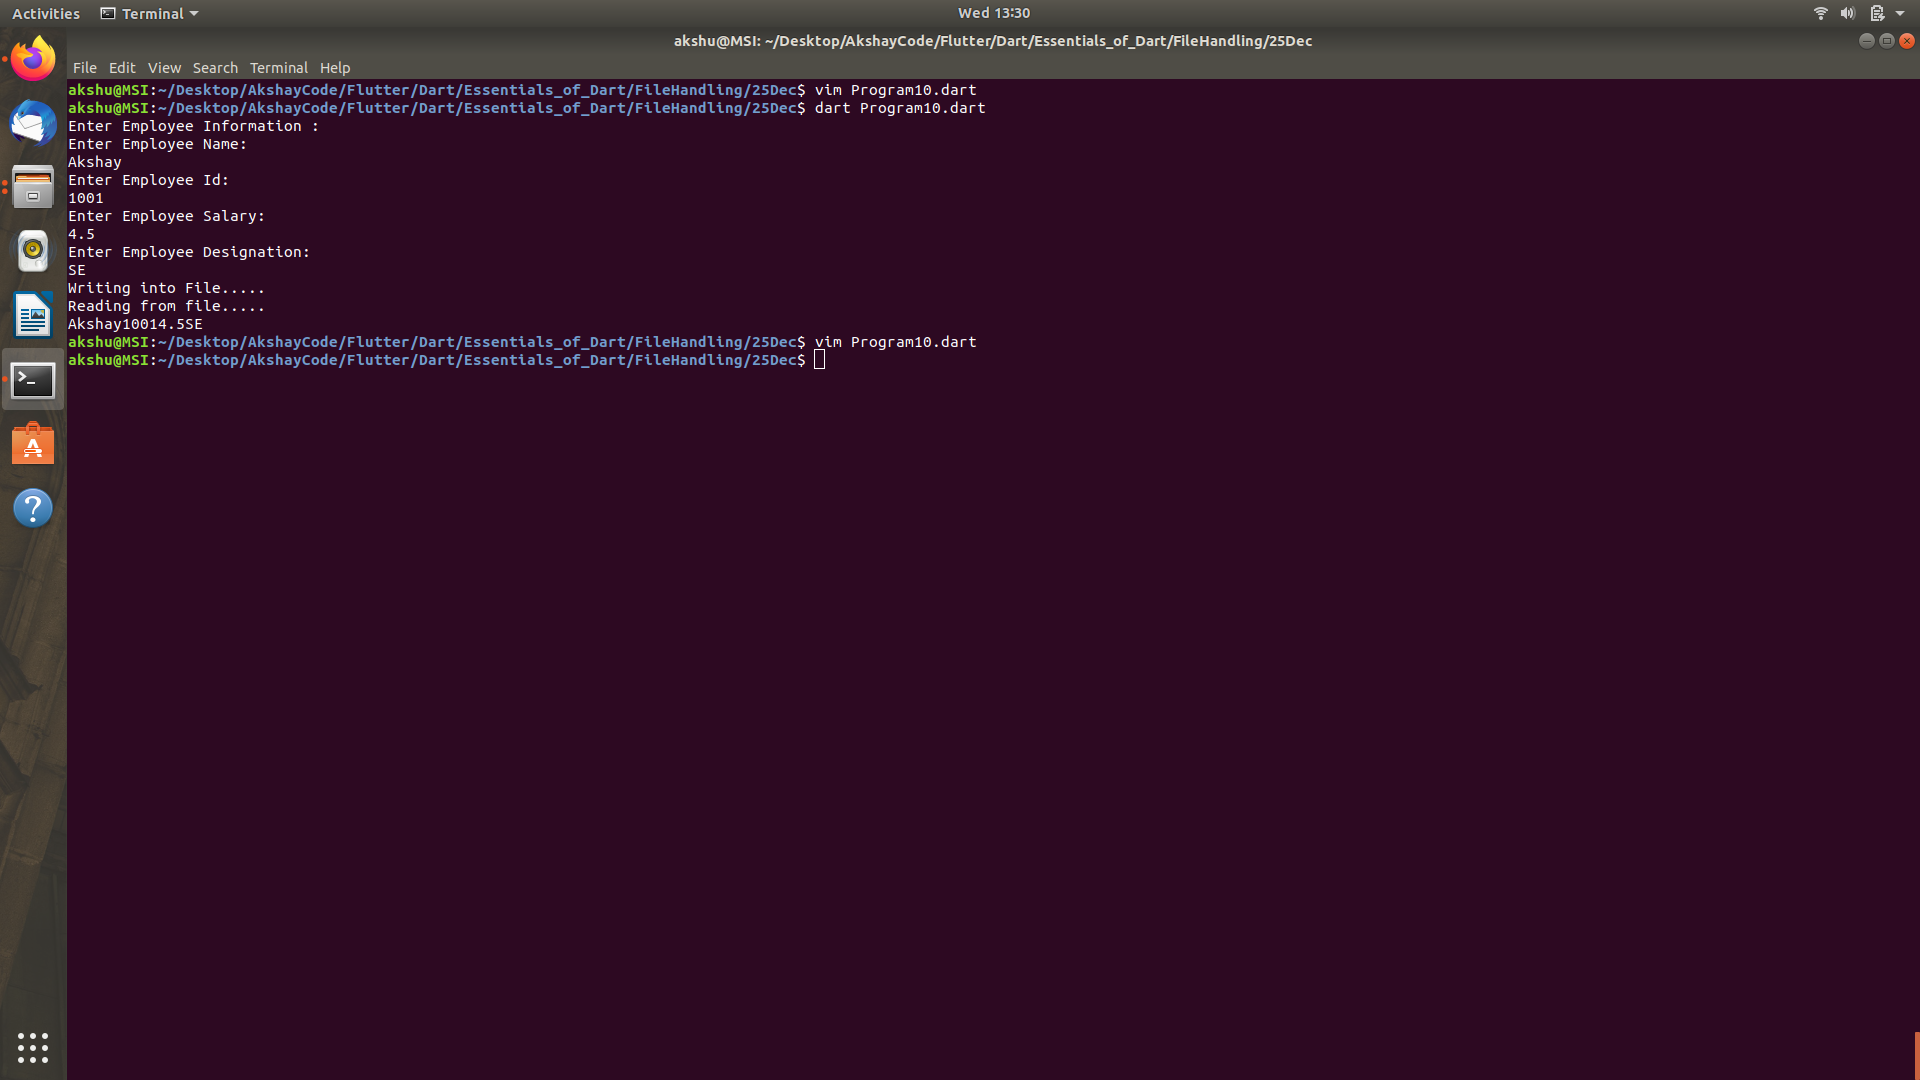 Activities Terminal Wed 13:30
akshu@MSI: ~/Desktop/AkshayCode/Flutter/Dart/Essentials_of_Dart/FileHandling/25Dec
File Edit View Search Terminal Help
akshu@MSI:~/Desktop/AkshayCode/Flutter/Dart/Essentials_of_Dart/FileHandling/25Dec$ vim Program10.dart
akshu@MSI:~/Desktop/AkshayCode/Flutter/Dart/Essentials_of_Dart/FileHandling/25Dec$ dart Program10.dart
Enter Employee Information :
Enter Employee Name:
Akshay
Enter Employee Id:
1001
Enter Employee Salary:
4.5
Enter Employee Designation:
SE
Writing into File.....
Reading from file.....
Akshay10014.5SE
akshu@MSI:~/Desktop/AkshayCode/Flutter/Dart/Essentials_of_Dart/FileHandling/25Dec$ vim Program10.dart
akshu@MSI:~/Desktop/AkshayCode/Flutter/Dart/Essentials_of_Dart/FileHandling/25Dec$